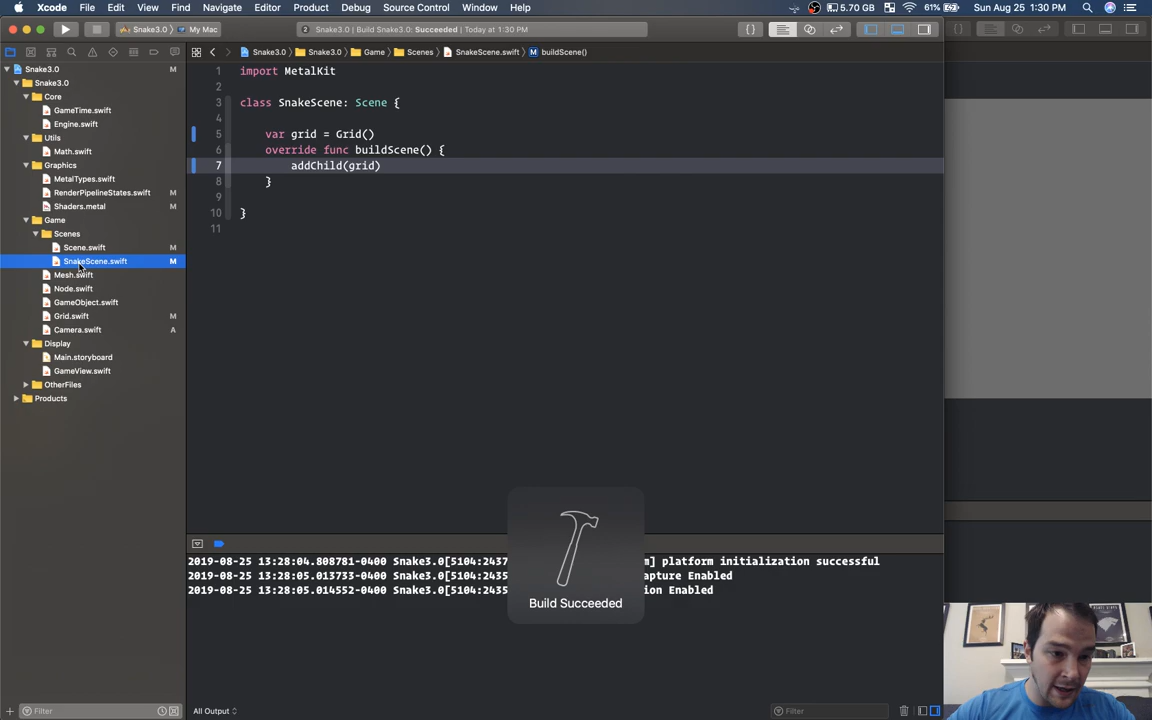 Xcode File Edit View Find Navigate Editor Product Debug Source Control Window Help 5.70 GB 61% Sun Aug 25 1:30 PM
Snake3.0 My Mac Snake3.0 | Build Snake3.0: Succeeded | Today at 1:30 PM
Snake3.0 Snake3.0 Game Scenes SnakeScene.swift M buildScene()
Snake3.0 M
Snake3.0
Core
GameTime.swift
Engine.swift
Utils
Math.swift
Graphics
MetalTypes.swift
RenderPipelineStates.swift M
Shaders.metal M
Game
Scenes
Scene.swift M
SnakeScene.swift M
Mesh.swift
Node.swift
GameObject.swift
Grid.swift M
Camera.swift A
Display
Main.storyboard
GameView.swift
OtherFiles
Products
Filter
1 import MetalKit
2
3 class SnakeScene: Scene {
4
5 var grid = Grid()
6 override func buildScene() {
7 addChild(grid)
8 }
9
10 }
11
Build Succeeded
2019-08-25 13:28:04.808781-0400 Snake3.0[5104:2437 m] platform initialization successful
2019-08-25 13:28:05.013733-0400 Snake3.0[5104:2435 apture Enabled
2019-08-25 13:28:05.014552-0400 Snake3.0[5104:2435 ion Enabled
All Output Filter